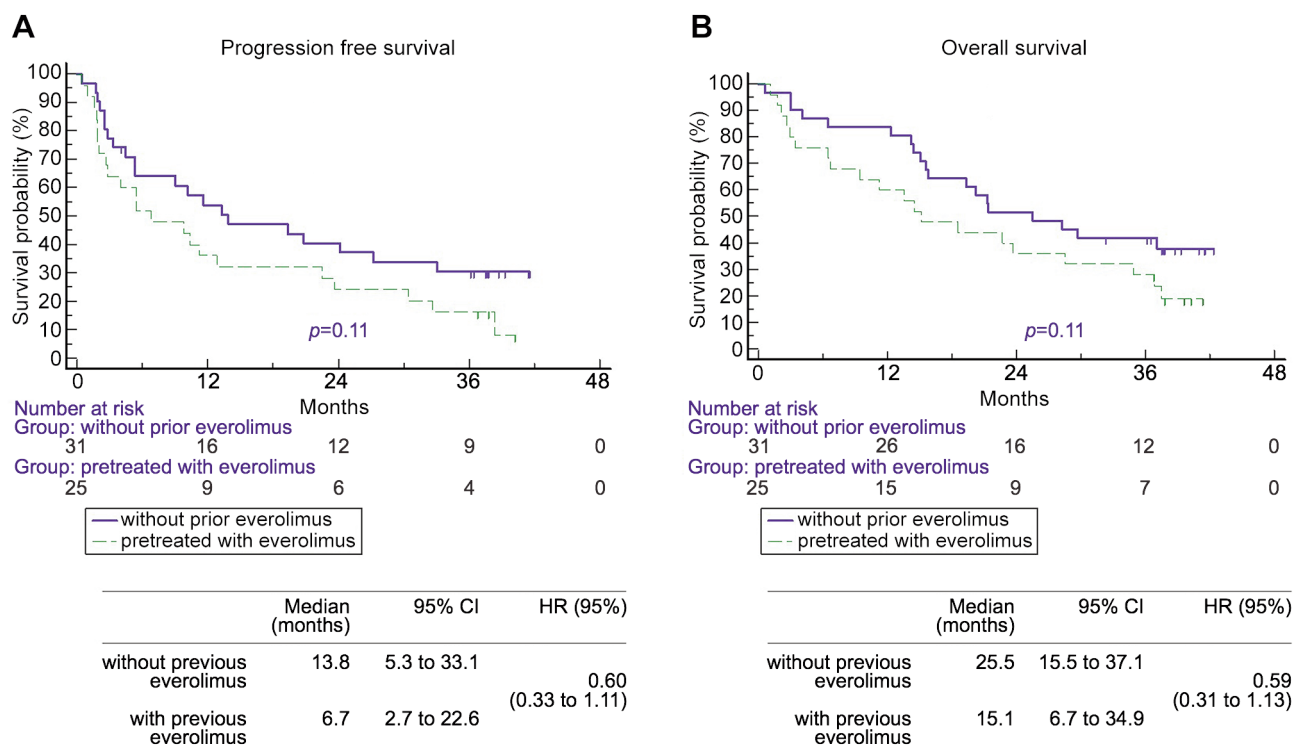 A
Progression free survival
Survival probability (%)
100
90
80
70
60
50
40
30
20
10
0
p=0.11
0 12 24 36 48
Months
Number at risk
Group: without prior everolimus
31 16 12 9 0
Group: pretreated with everolimus
25 9 6 4 0
without prior everolimus
pretreated with everolimus
Median (months) 95% CI HR (95%)
without previous everolimus 13.8 5.3 to 33.1
0.60
(0.33 to 1.11)
with previous everolimus 6.7 2.7 to 22.6
B
Overall survival
Survival probability (%)
100
90
80
70
60
50
40
30
20
10
0
p=0.11
0 12 24 36 48
Months
Number at risk
Group: without prior everolimus
31 26 16 12 0
Group: pretreated with everolimus
25 15 9 7 0
without prior everolimus
pretreated with everolimus
Median (months) 95% CI HR (95%)
without previous everolimus 25.5 15.5 to 37.1
0.59
(0.31 to 1.13)
with previous everolimus 15.1 6.7 to 34.9